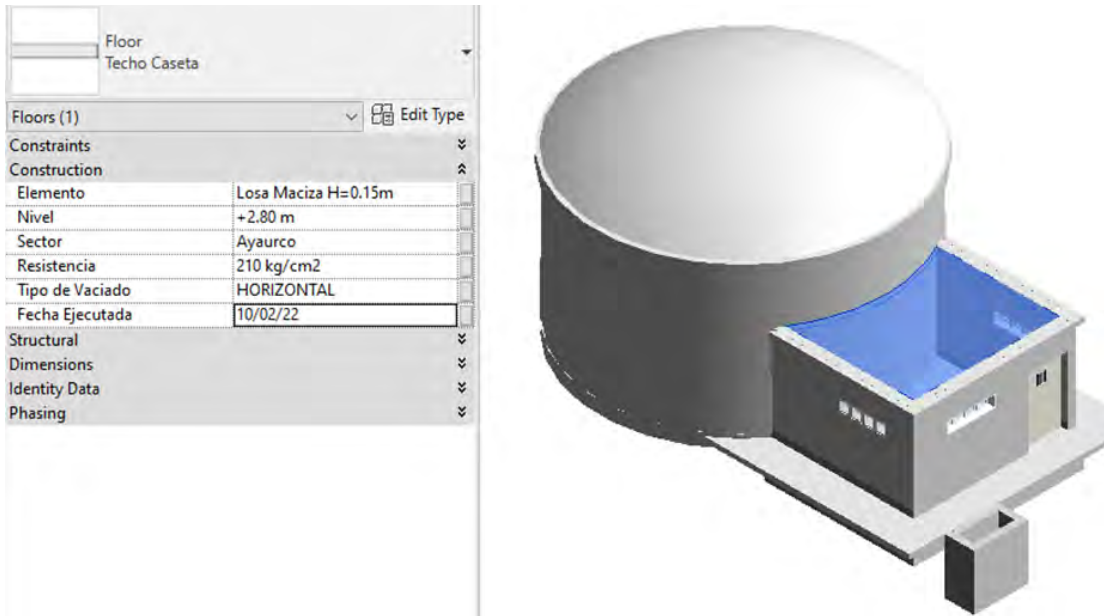 Floor
Techo Caseta
Floors (1) Edit Type
Constraints
Construction
Elemento Losa Maciza H=0.15m
Nivel +2.80 m
Sector Ayaurco
Resistencia 210 kg/cm2
Tipo de Vaciado HORIZONTAL
Fecha Ejecutada 10/02/22
Structural
Dimensions
Identity Data
Phasing